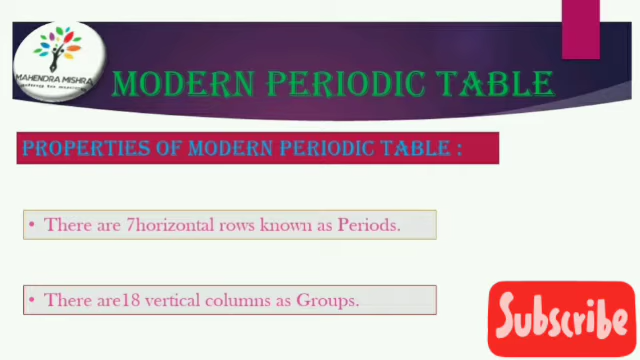 MAHENDRA MISHRA
MODERN PERIODIC TABLE
PROPERTIES OF MODERN PERIODIC TABLE :
• There are 7horizontal rows known as Periods.
• There are18 vertical columns as Groups.
Subscribe